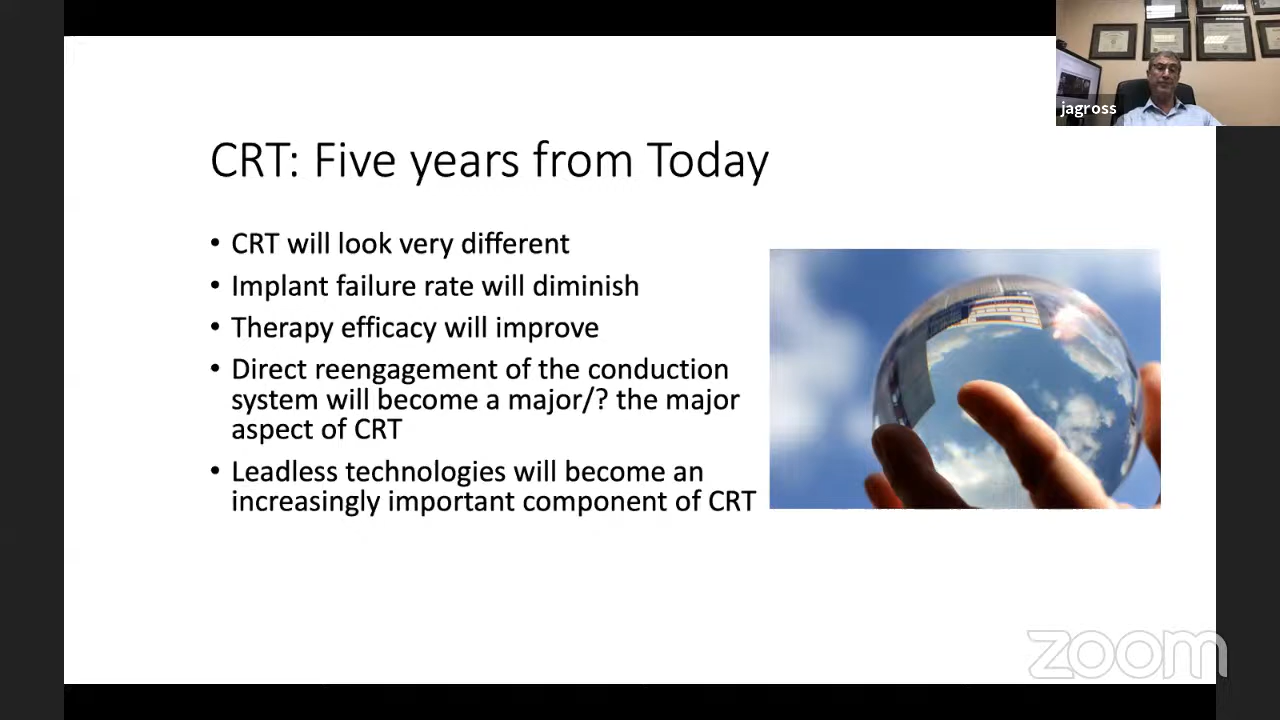 jagross
CRT: Five years from Today
• CRT will look very different
• Implant failure rate will diminish
• Therapy efficacy will improve
• Direct reengagement of the conduction
system will become a major/? the major
aspect of CRT
• Leadless technologies will become an
increasingly important component of CRT
zoom